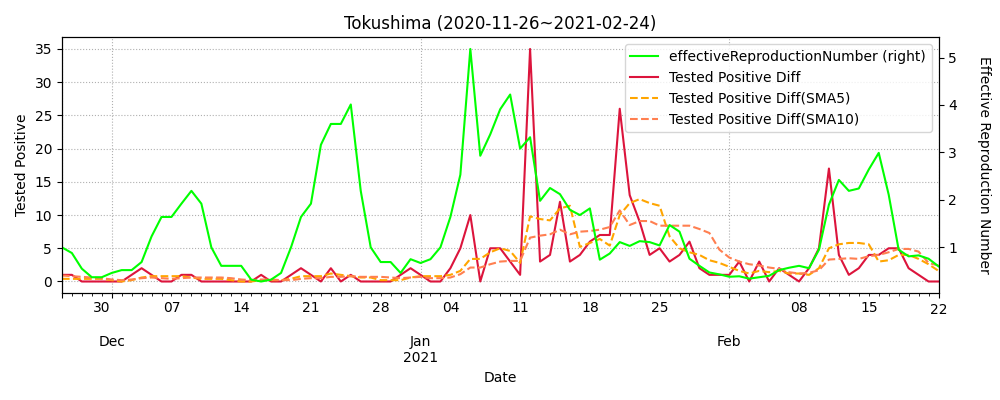 Tokushima (2020-11-26~2021-02-24)
effectiveReproductionNumber (right)
Tested Positive Diff
Tested Positive Diff(SMA5)
Tested Positive Diff(SMA10)
Tested Positive
35
30
25
20
15
10
5
0
Effective Reproduction Number
5
4
3
2
1
30 07 14 21 28 04 11 18 25 08 15 22
Dec Jan Feb
2021
Date